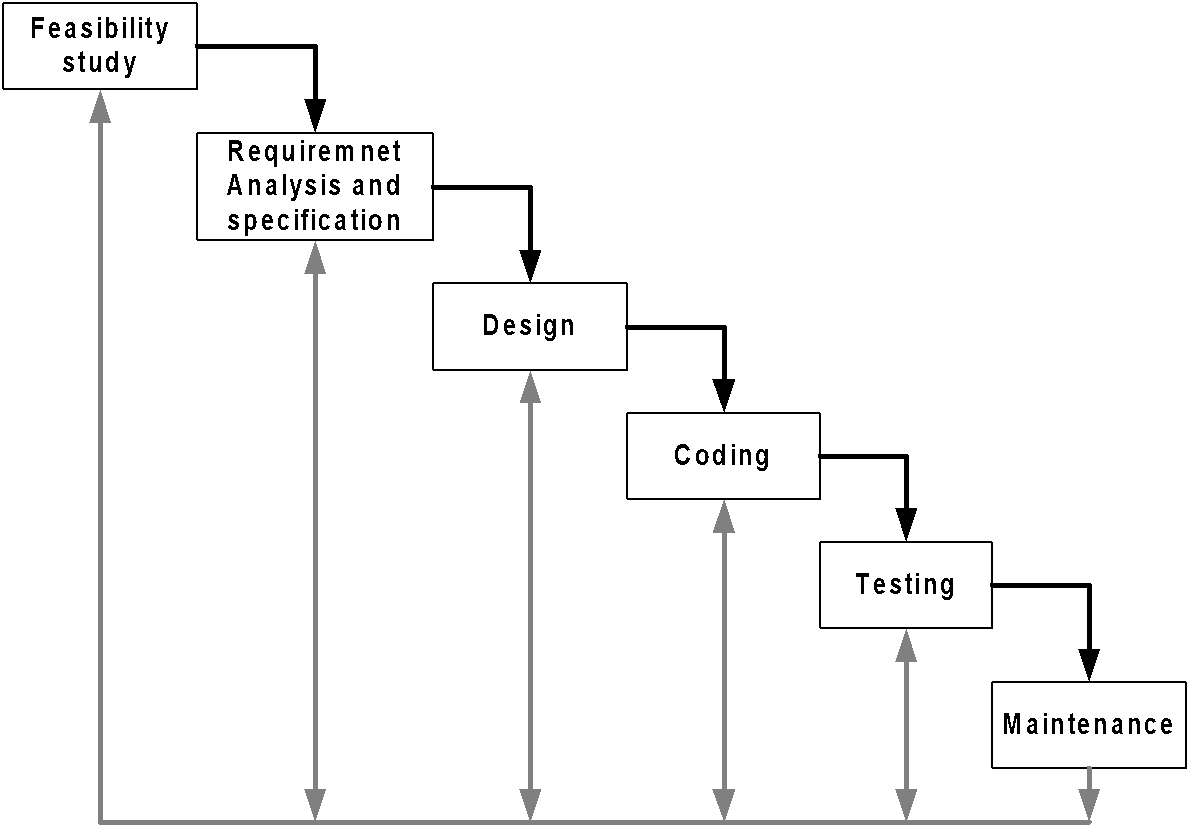 Feasibility
study
Requiremnet
Analysis and
specification
Design
Coding
Testing
Maintenance